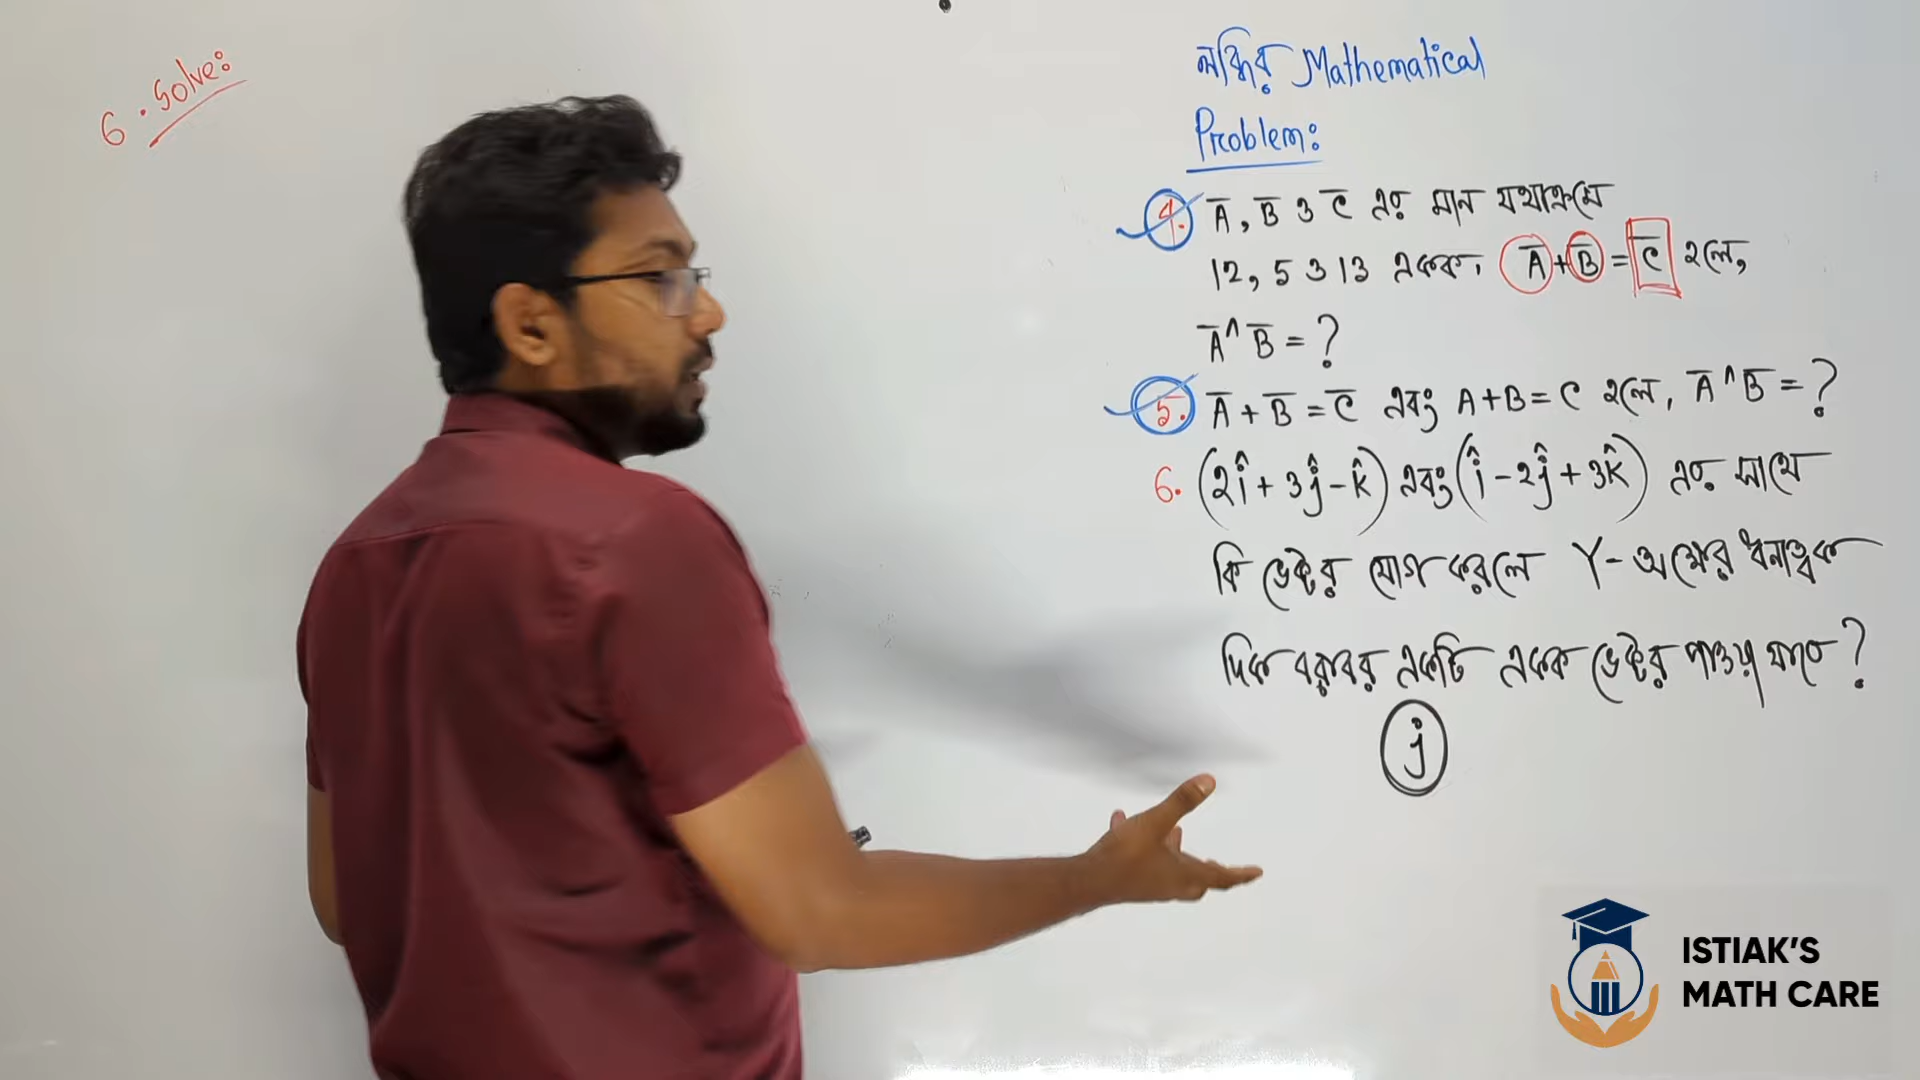 6. Solve:
লব্ধির Mathematical
Problem:
4. A̅, B̅ ও C̅ এর মান যথাক্রমে
12, 5 ও 13 একক। A̅ + B̅ = C̅ হলে,
A̅ ^ B̅ = ?
5. A̅ + B̅ = C̅ এবং A + B = C হলে, A̅ ^ B̅ = ?
6. (2î + 3ĵ - k̂) এবং (î - 2ĵ + 3k̂) এর সাথে
কি ভেক্টর যোগ করলে Y-অক্ষের ধনাত্বক
দিক বরাবর একটি একক ভেক্টর পাওয়া যাবে?
j
ISTIAK'S
MATH CARE